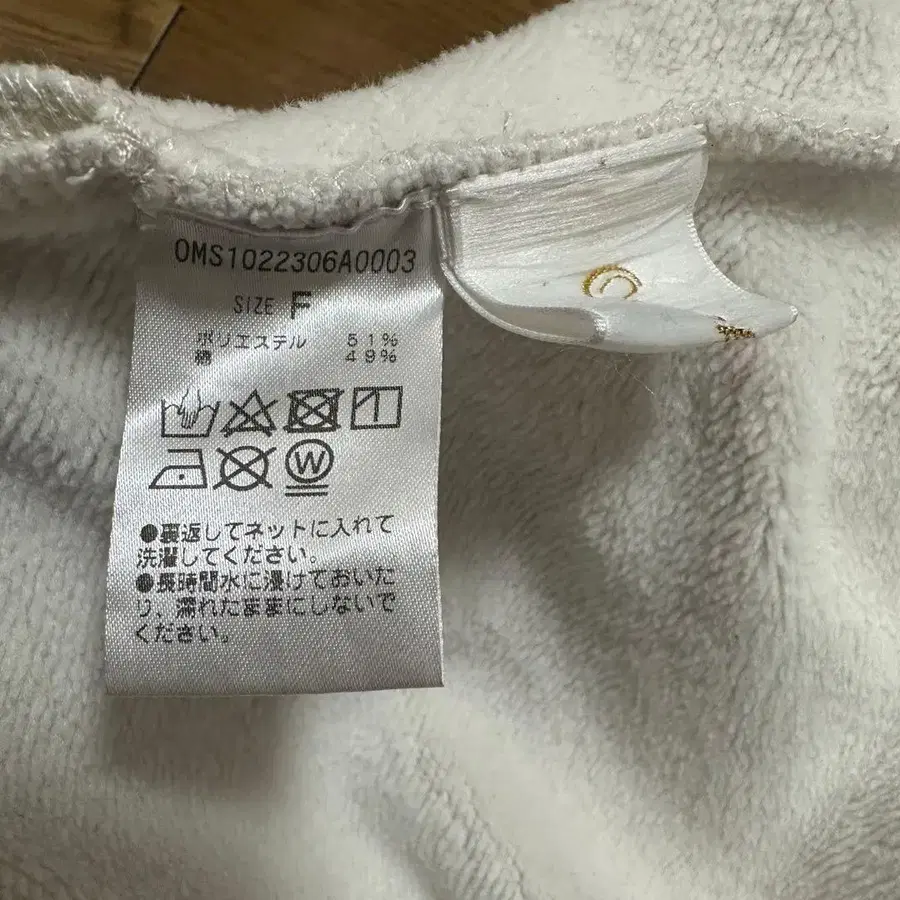 OMS1022306A0003
SIZE F
ポリエステル 51%
綿 49%
W
●裏返してネットに入れて
洗濯してください。
●長時間水に浸けておいた
り、濡れたままにしないで
ください。